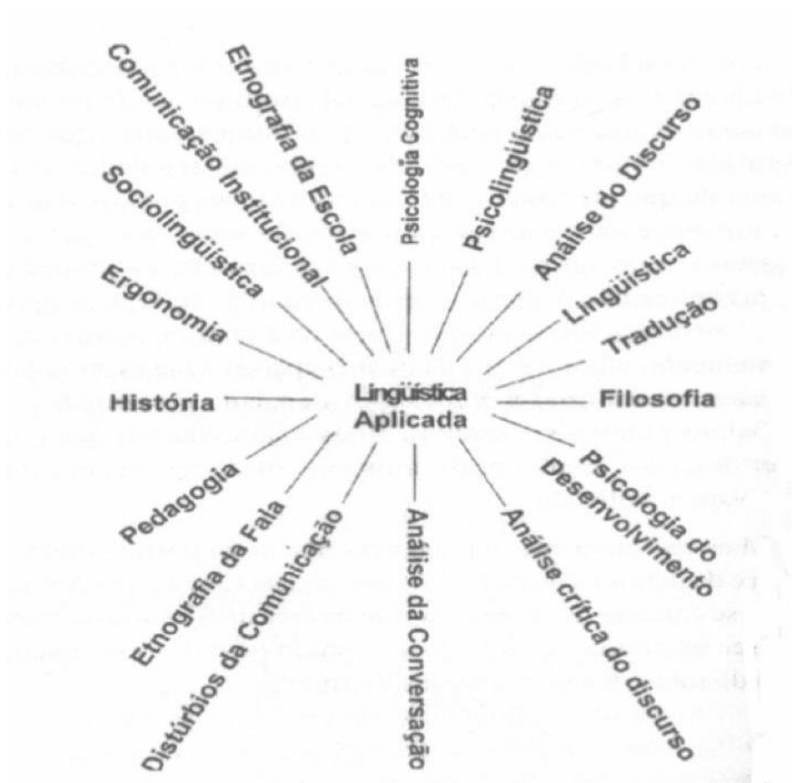 Psicologia Cognitiva
Psicolingüística
Análise do Discurso
Lingüística
Tradução
Filosofia
Psicologia do
Desenvolvimento
Análise crítica do discurso
Análise da Conversação
Distúrbios da Comunicação
Etnografia da Fala
Pedagogia
História
Ergonomia
Sociolingüística
Comunicação Institucional
Etnografia da Escola
Lingüística
Aplicada